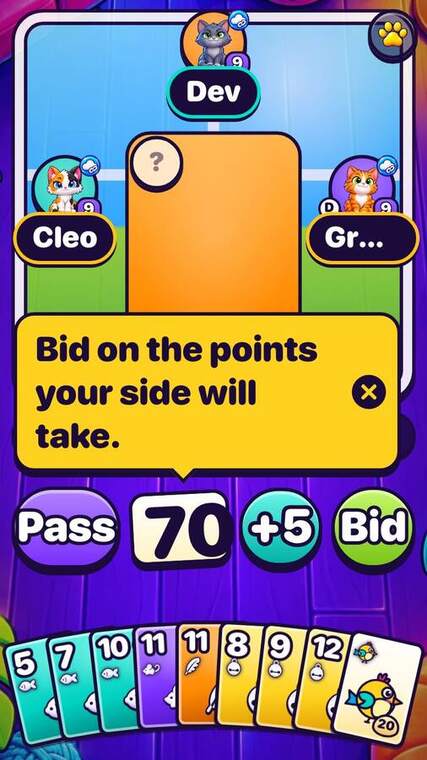 9
Dev
?
9
D
9
Cleo
Gr...
Bid on the points
your side will
take.
Pass
70
+5
Bid
5
7
10
11
11
8
9
12
20